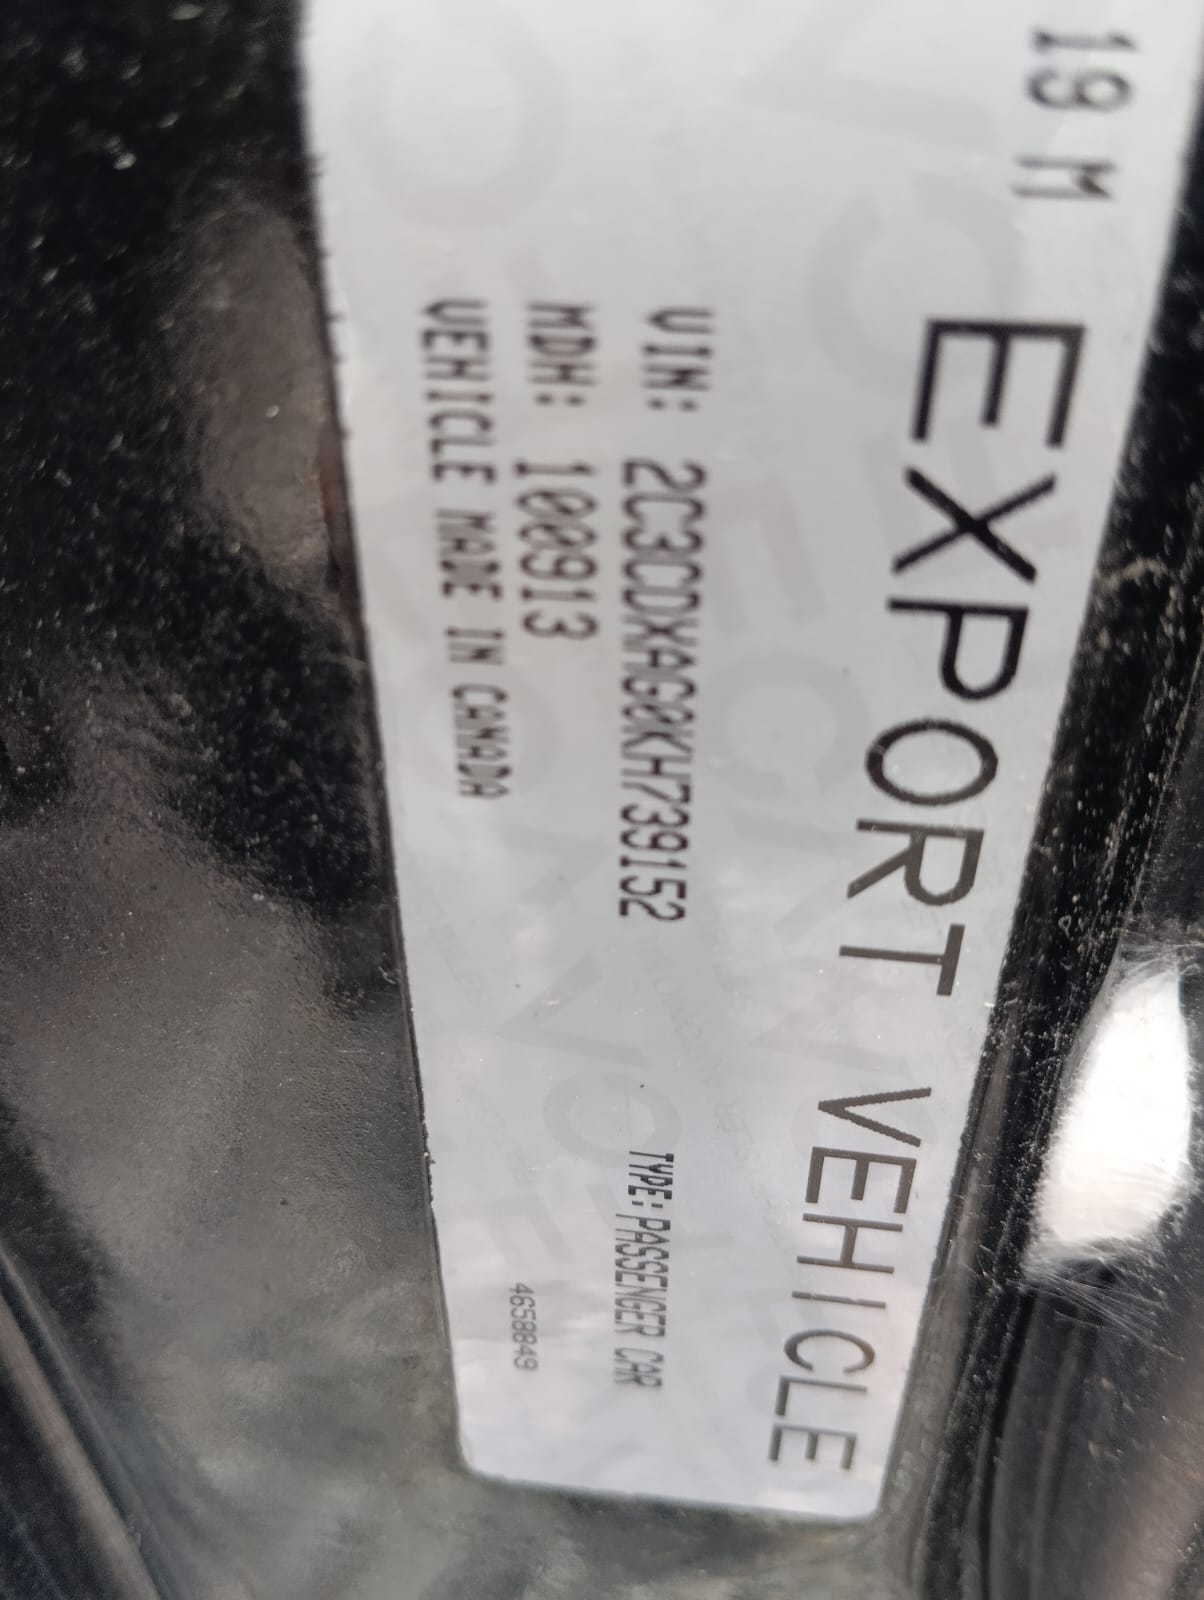 19 M
EXPORT VEHICLE
VIN: 2C3CDXAG0KH739152
TYPE: PASSENGER CAR
MDH: 100913
VEHICLE MADE IN CANADA
4658849